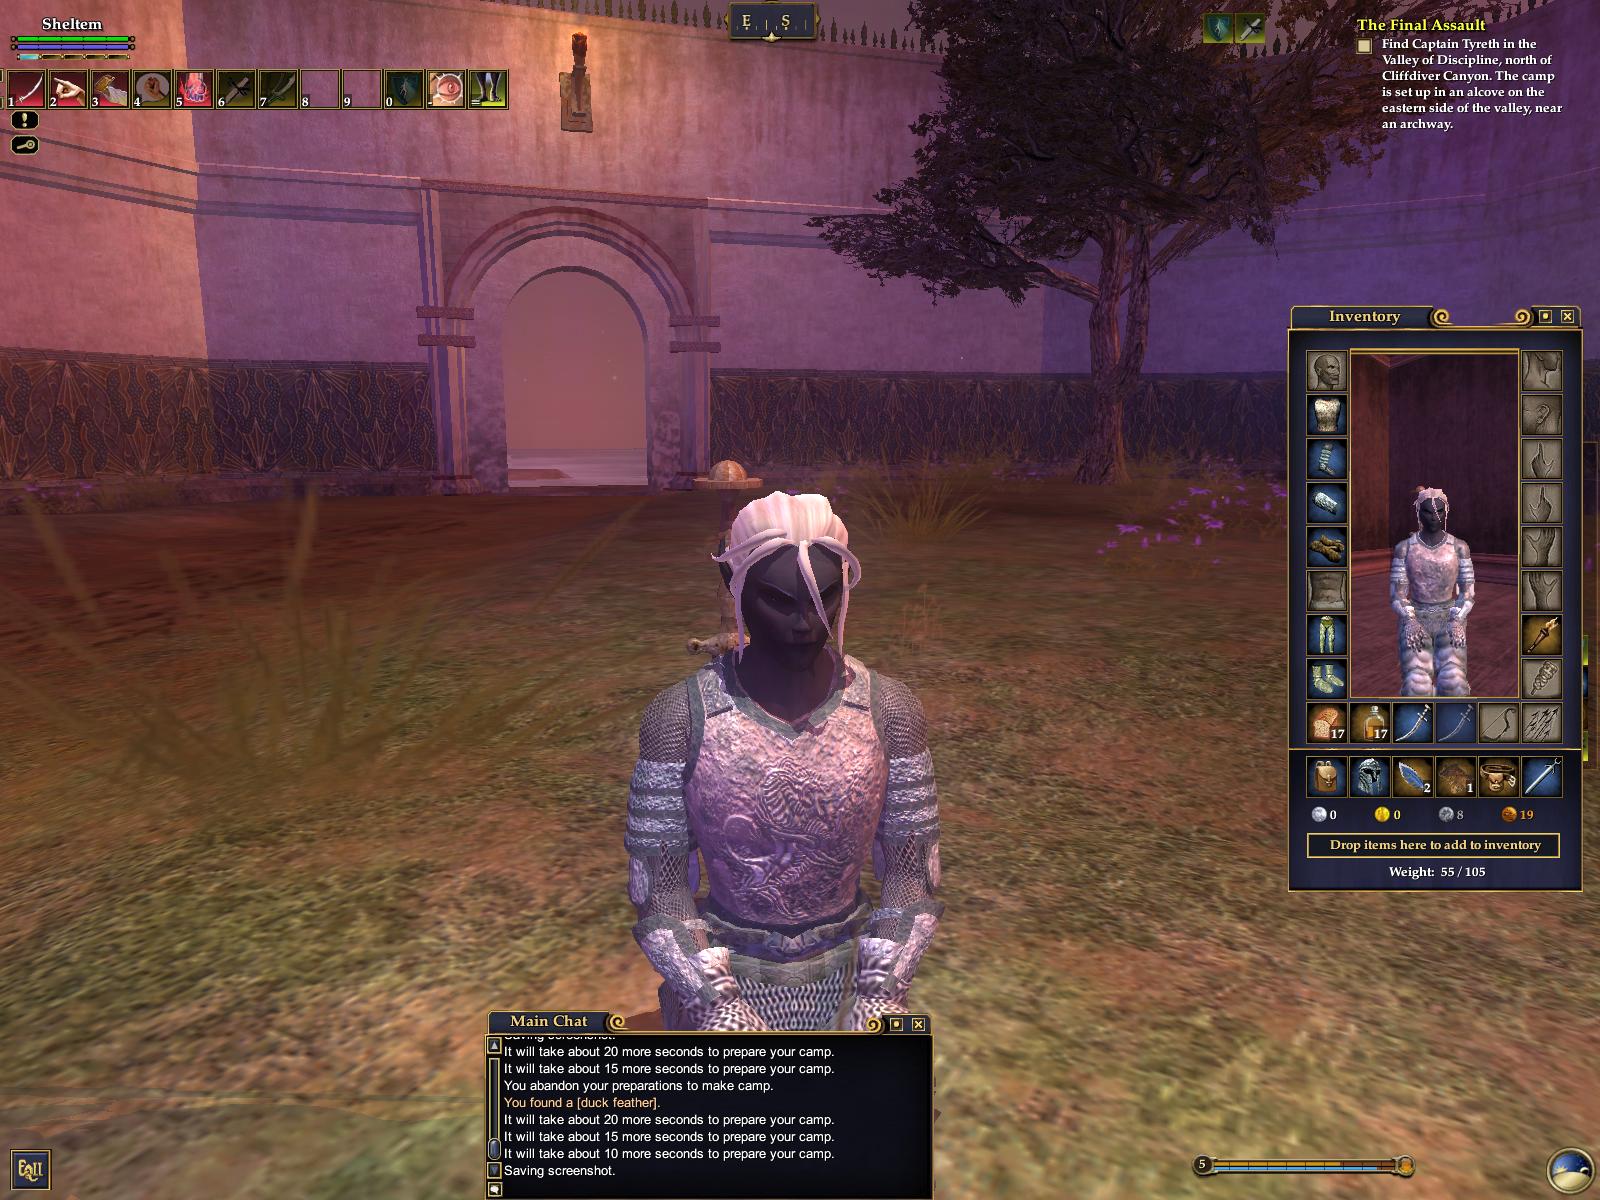 Sheltem
E S
The Final Assault
Find Captain Tyreth in the
Valley of Discipline, north of
Cliffdiver Canyon. The camp
is set up in an alcove on the
eastern side of the valley, near
an archway.
1 2 3 4 5 6 7 8 9 0 - =
Inventory
17 17
2 1
0 0 8 19
Drop items here to add to inventory
Weight: 55 / 105
Main Chat
Saving screenshot.
It will take about 20 more seconds to prepare your camp.
It will take about 15 more seconds to prepare your camp.
You abandon your preparations to make camp.
You found a [duck feather].
It will take about 20 more seconds to prepare your camp.
It will take about 15 more seconds to prepare your camp.
It will take about 10 more seconds to prepare your camp.
Saving screenshot.
EQII
5